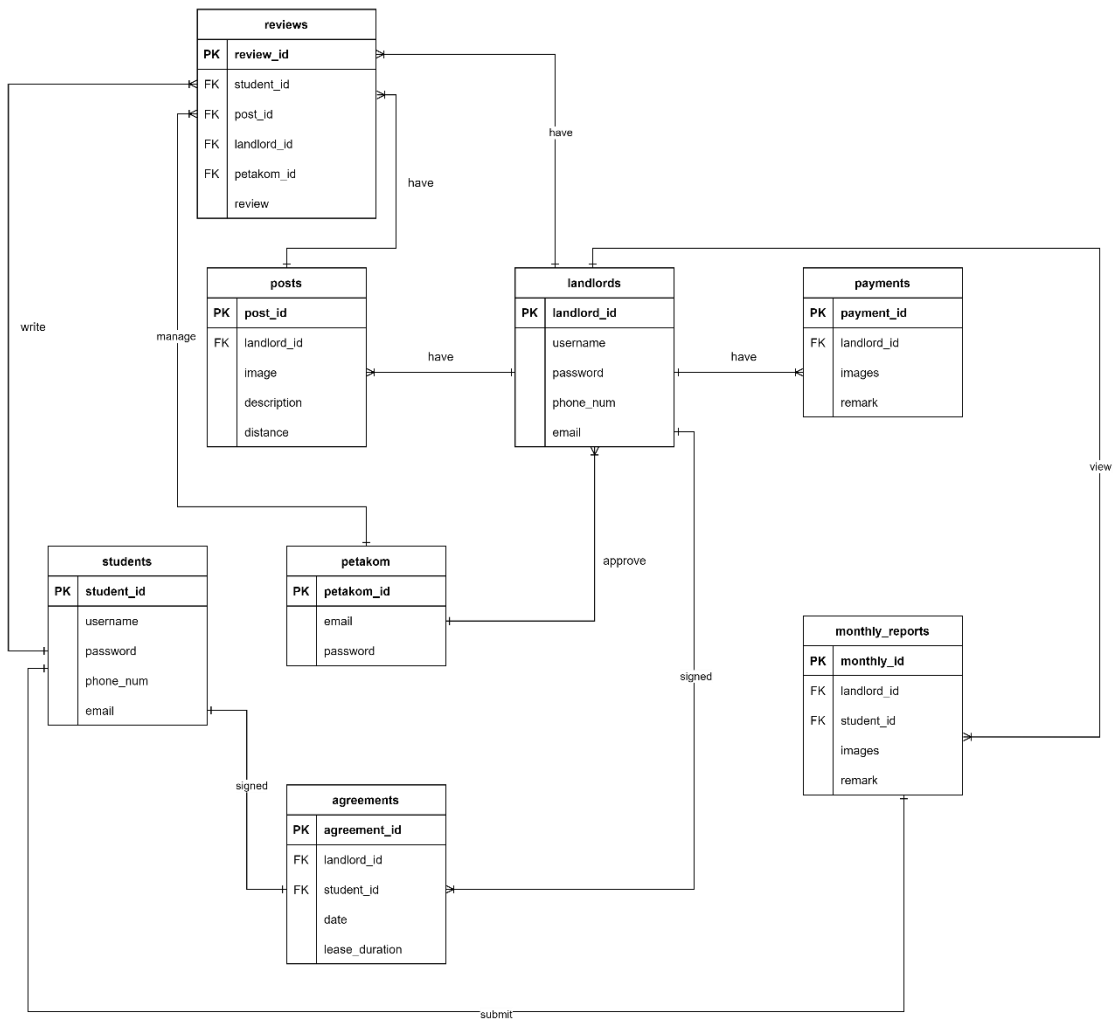 reviews
PK review_id
FK student_id
FK post_id
FK landlord_id
FK petakom_id
review
have
have
write
manage
posts
PK post_id
FK landlord_id
image
description
distance
have
landlords
PK landlord_id
username
password
phone_num
email
have
payments
PK payment_id
FK landlord_id
images
remark
view
approve
signed
students
PK student_id
username
password
phone_num
email
petakom
PK petakom_id
email
password
monthly_reports
PK monthly_id
FK landlord_id
FK student_id
images
remark
signed
agreements
PK agreement_id
FK landlord_id
FK student_id
date
lease_duration
submit